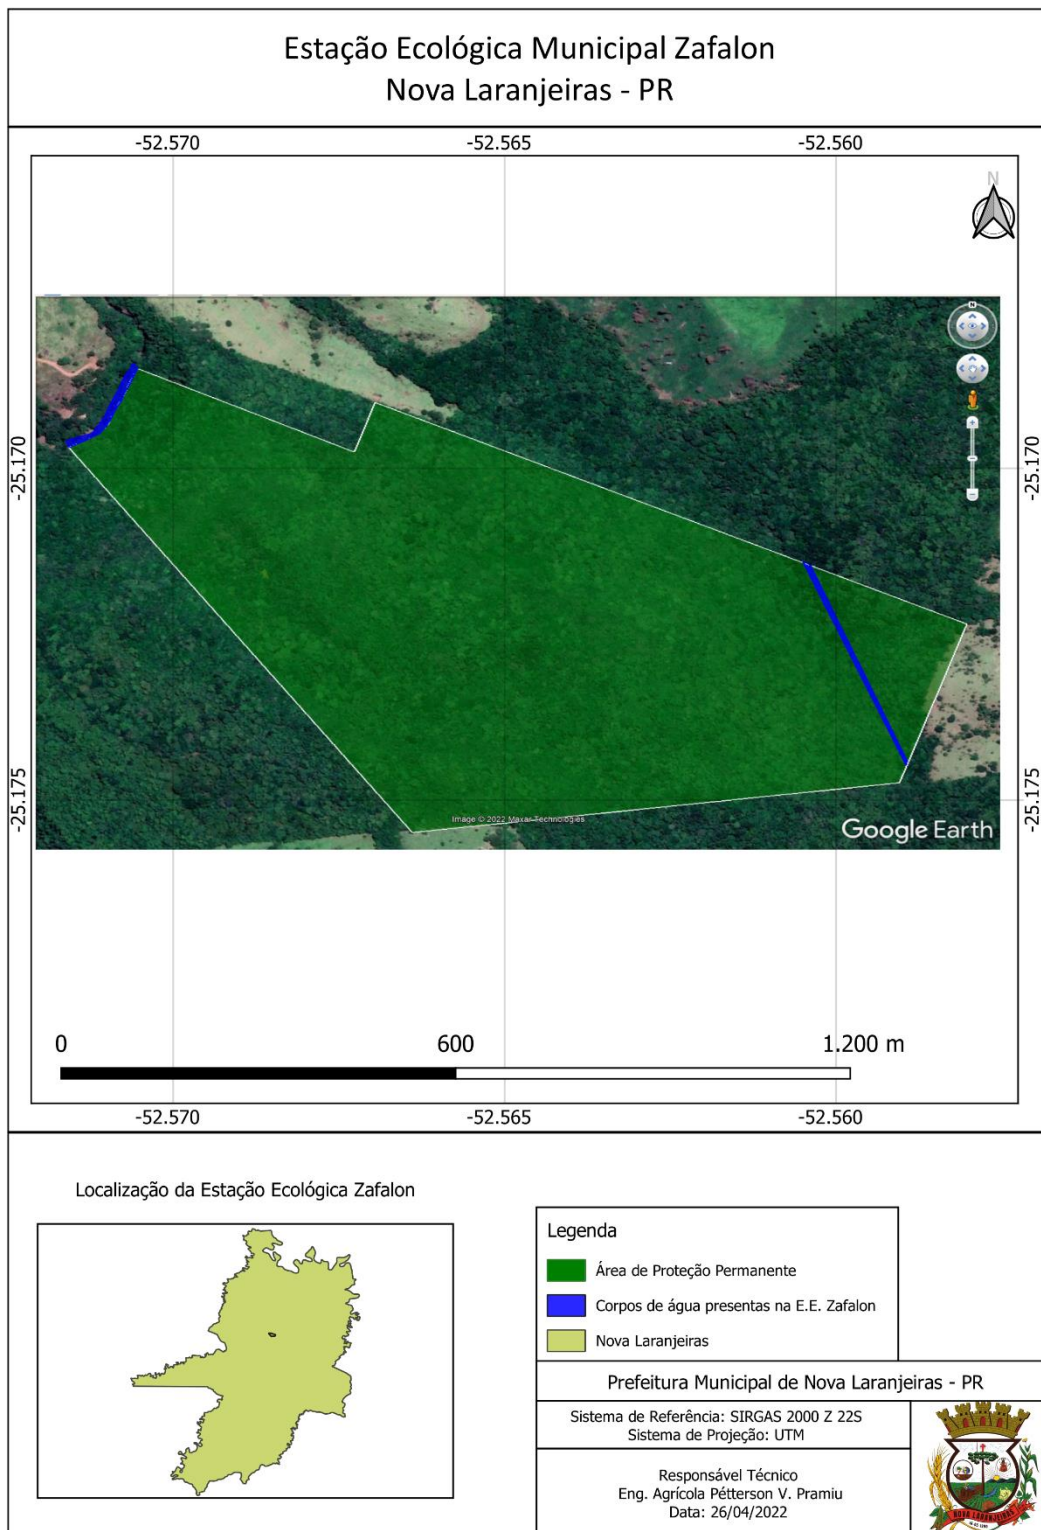 Estação Ecológica Municipal Zafalon
Nova Laranjeiras - PR
-52.570 -52.565 -52.560
N
N
-25.170 -25.170
-25.175 -25.175
Image © 2022 Maxar Technologies
Google Earth
0 600 1.200 m
-52.570 -52.565 -52.560
Localização da Estação Ecológica Zafalon
Legenda
Área de Proteção Permanente
Corpos de água presentas na E.E. Zafalon
Nova Laranjeiras
Prefeitura Municipal de Nova Laranjeiras - PR
Sistema de Referência: SIRGAS 2000 Z 22S
Sistema de Projeção: UTM
Responsável Técnico
Eng. Agrícola Pétterson V. Pramiu
Data: 26/04/2022
NOVA LARANJEIRAS